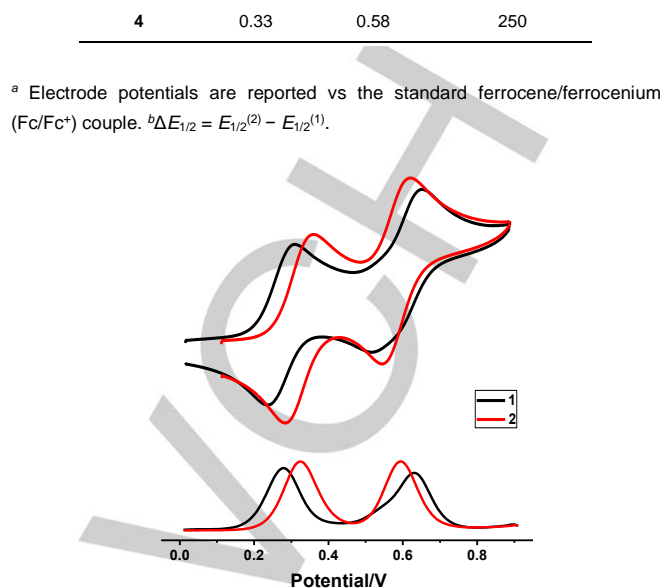 4 0.33 0.58 250
a Electrode potentials are reported vs the standard ferrocene/ferrocenium
(Fc/Fc+) couple. bΔE1/2 = E1/2(2) − E1/2(1).
1
2
0.0 0.2 0.4 0.6 0.8
Potential/V